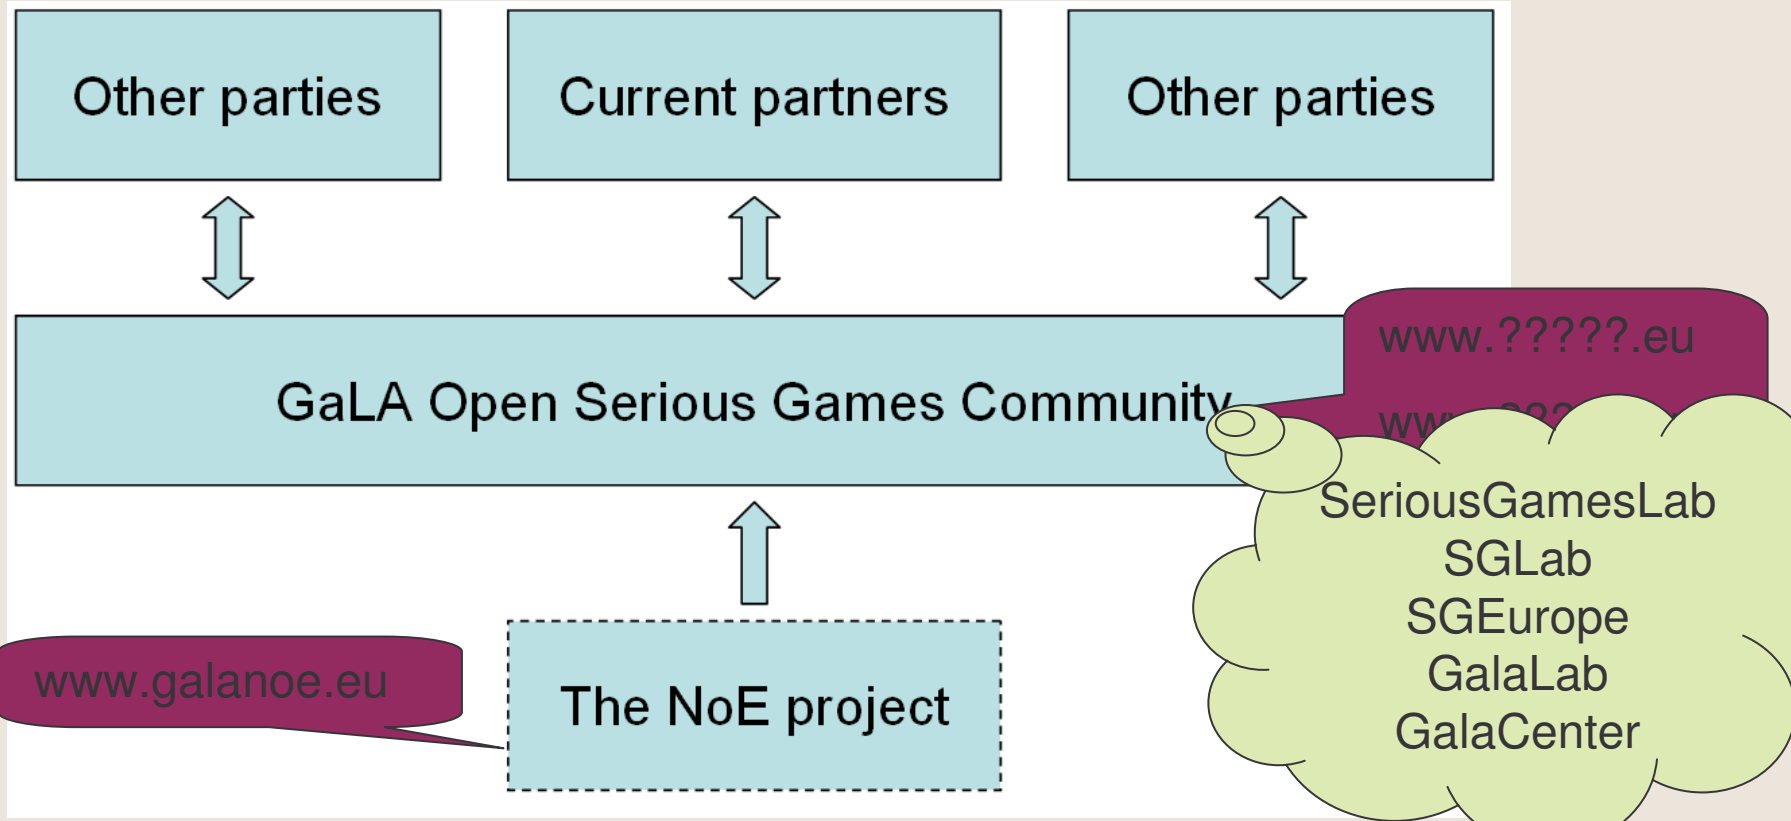 Other parties
Current partners
Other parties
www.?????.eu
GaLA Open Serious Games Community
SeriousGamesLab
SGLab
SGEurope
GalaLab
GalaCenter
www.galanoe.eu
The NoE project